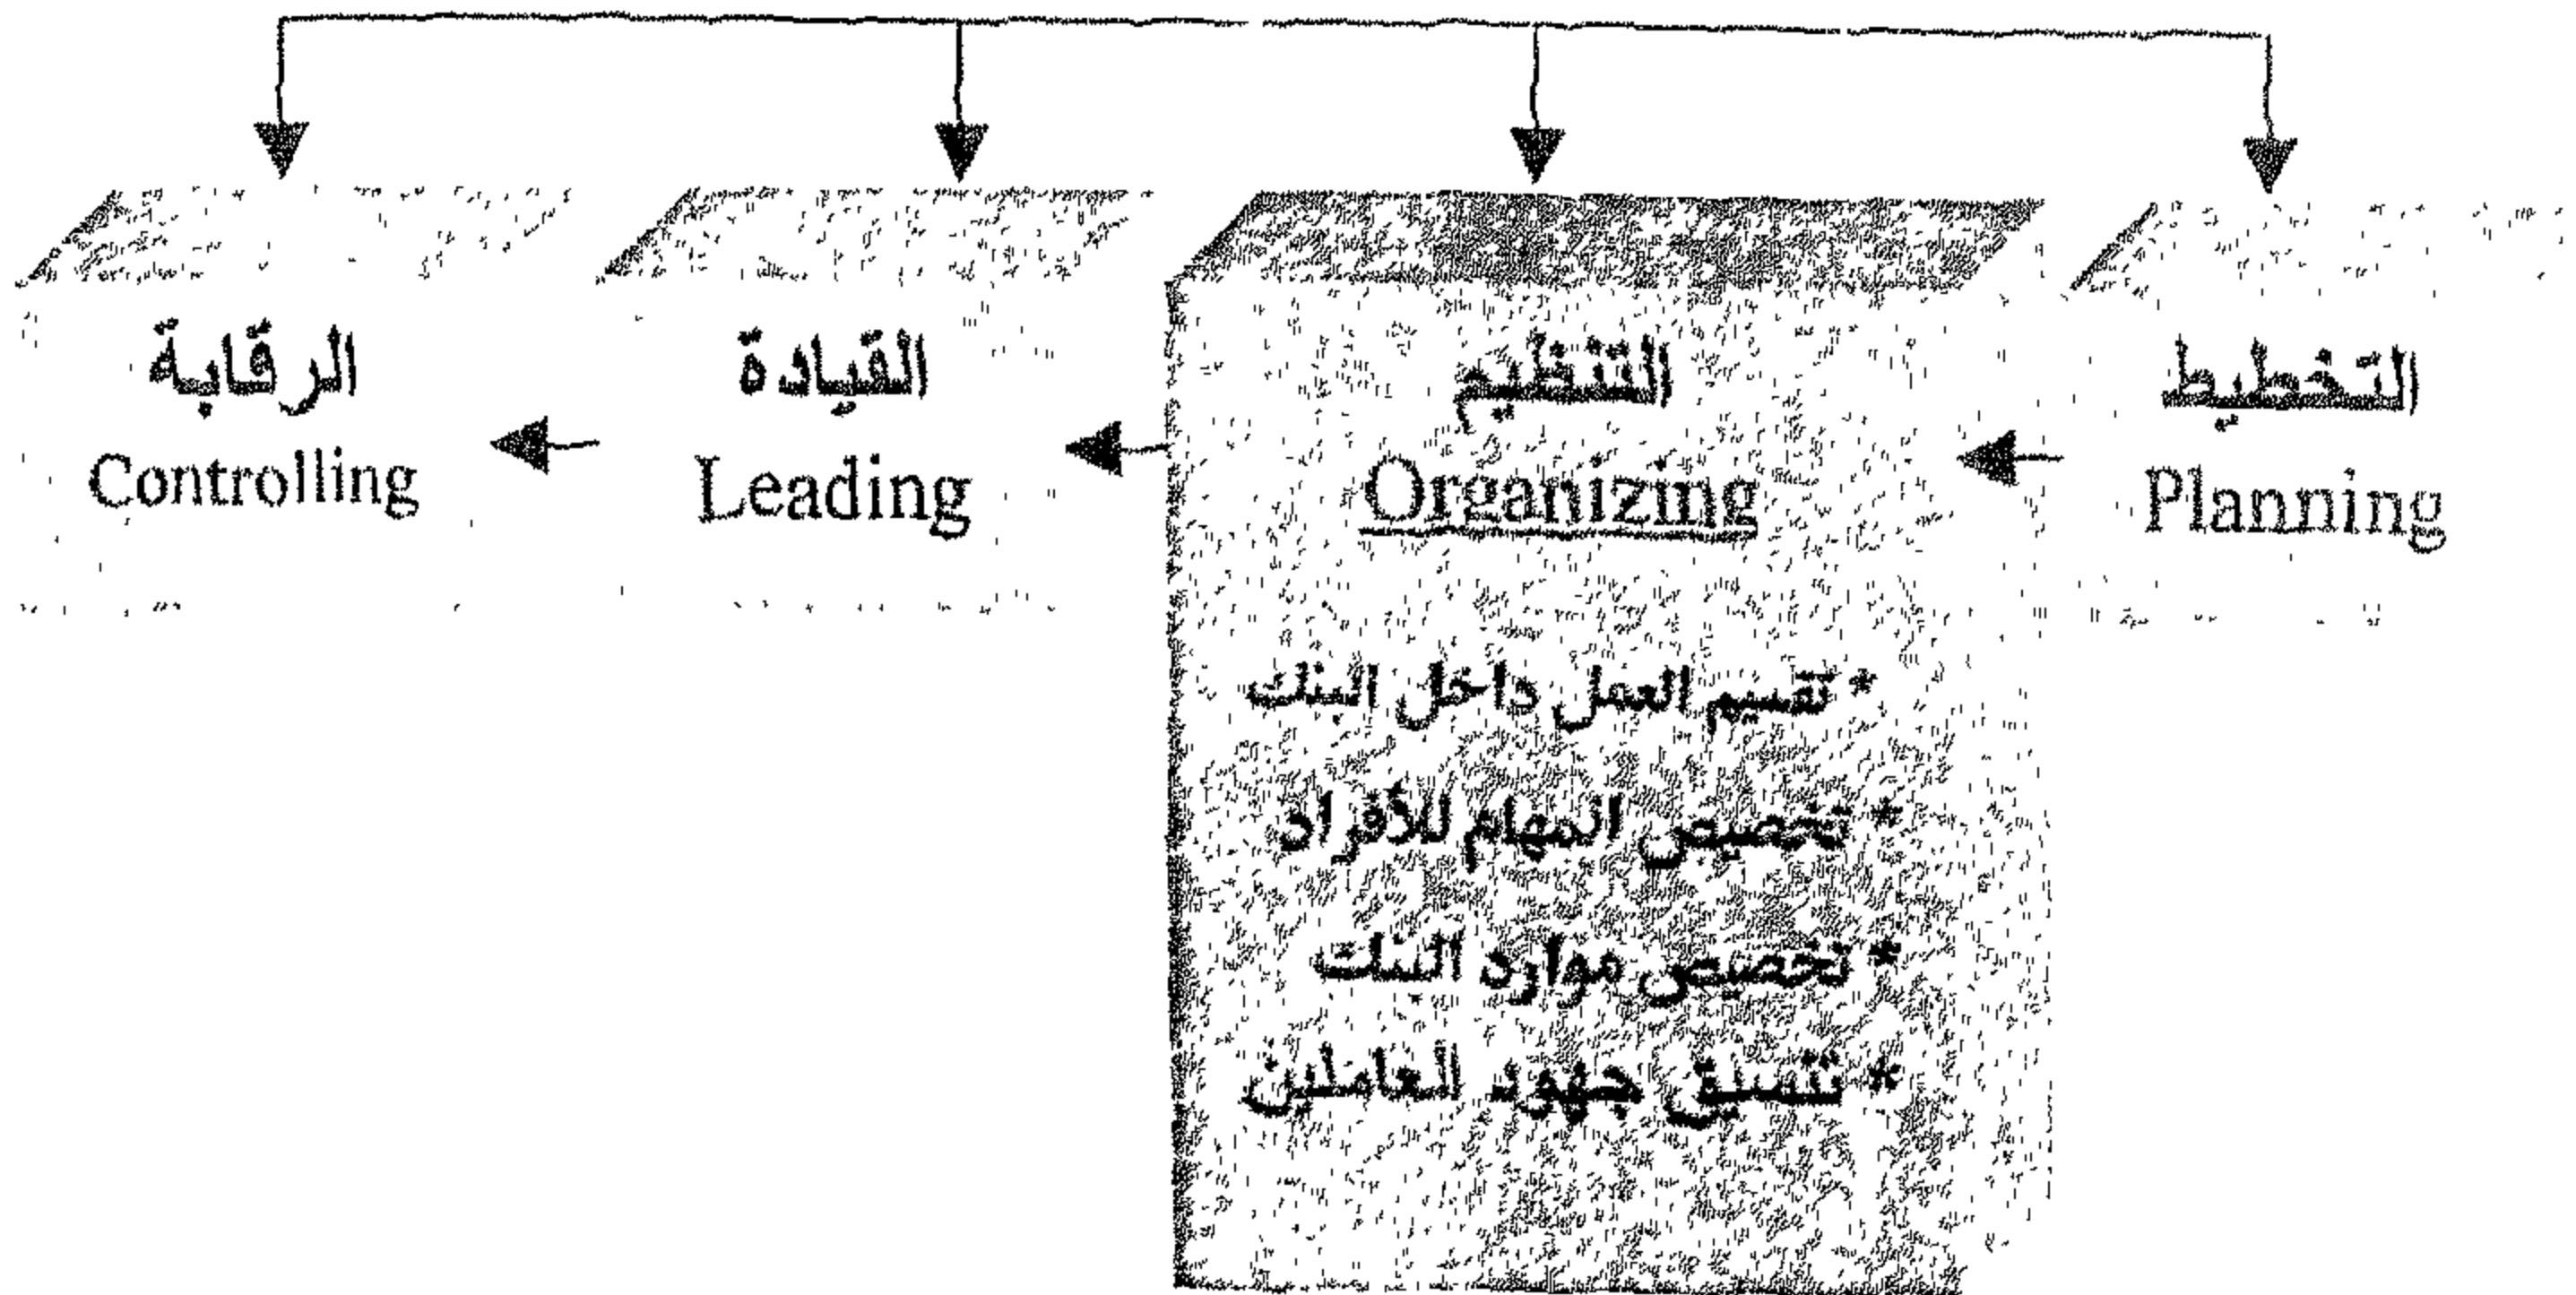 التخطيط
Planning
التنظيم
Organizing
* تقسيم العمل داخل البنك
* تخصيص المهام للأفراد
* تخصيص موارد البنك
* تنسيق جهود العاملين
القيادة
Leading
الرقابة
Controlling